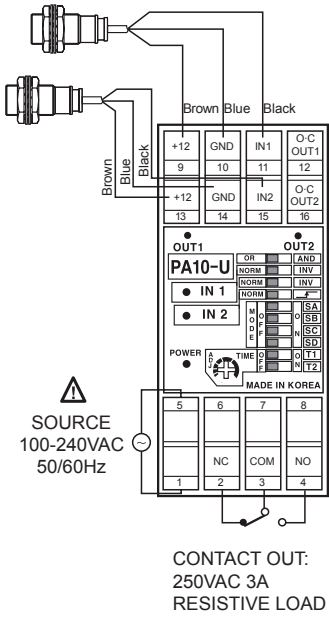 Brown Blue Black
Brown
Blue
Black
+12 GND IN1 O·C OUT1
9 10 11 12
+12 GND IN2 O·C OUT2
13 14 15 16
OUT1 OUT2
PA10-U
OR AND
NORM INV
NORM INV
NORM
IN 1
IN 2
MODE OFF ON SA
SB
SC
SD
POWER ADJ TIME OFF ON T1
T2
MADE IN KOREA
5 6 7 8
NC COM NO
1 2 3 4
SOURCE
100-240VAC
50/60Hz
CONTACT OUT:
250VAC 3A
RESISTIVE LOAD